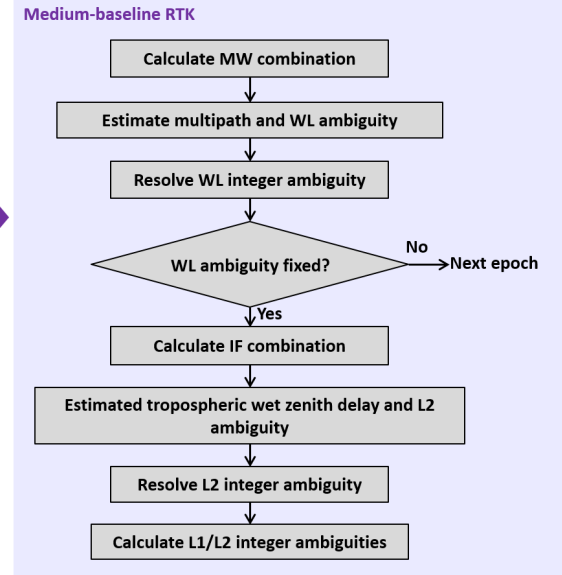 Medium-baseline RTK
Calculate MW combination
Estimate multipath and WL ambiguity
Resolve WL integer ambiguity
WL ambiguity fixed?
No
Next epoch
Yes
Calculate IF combination
Estimated tropospheric wet zenith delay and L2
ambiguity
Resolve L2 integer ambiguity
Calculate L1/L2 integer ambiguities